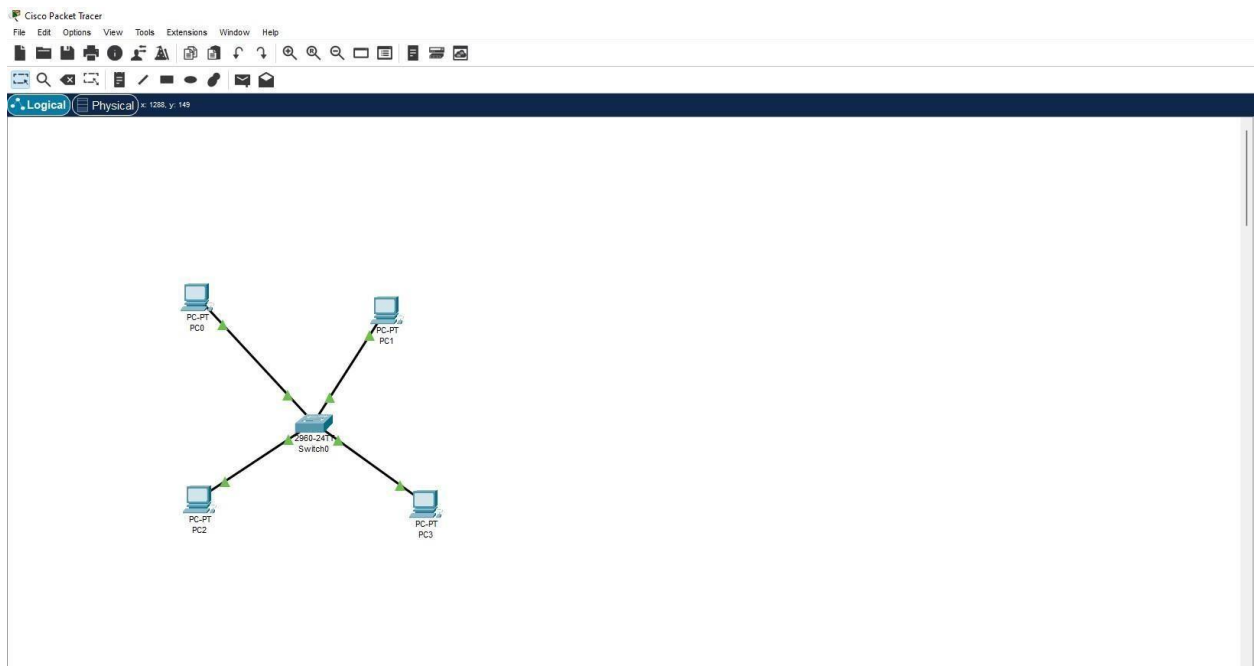 Cisco Packet Tracer
File Edit Options View Tools Extensions Window Help
Logical Physical x: 1288, y: 149
PC-PT
PC0
PC-PT
PC1
2960-24TT
Switch0
PC-PT
PC2
PC-PT
PC3